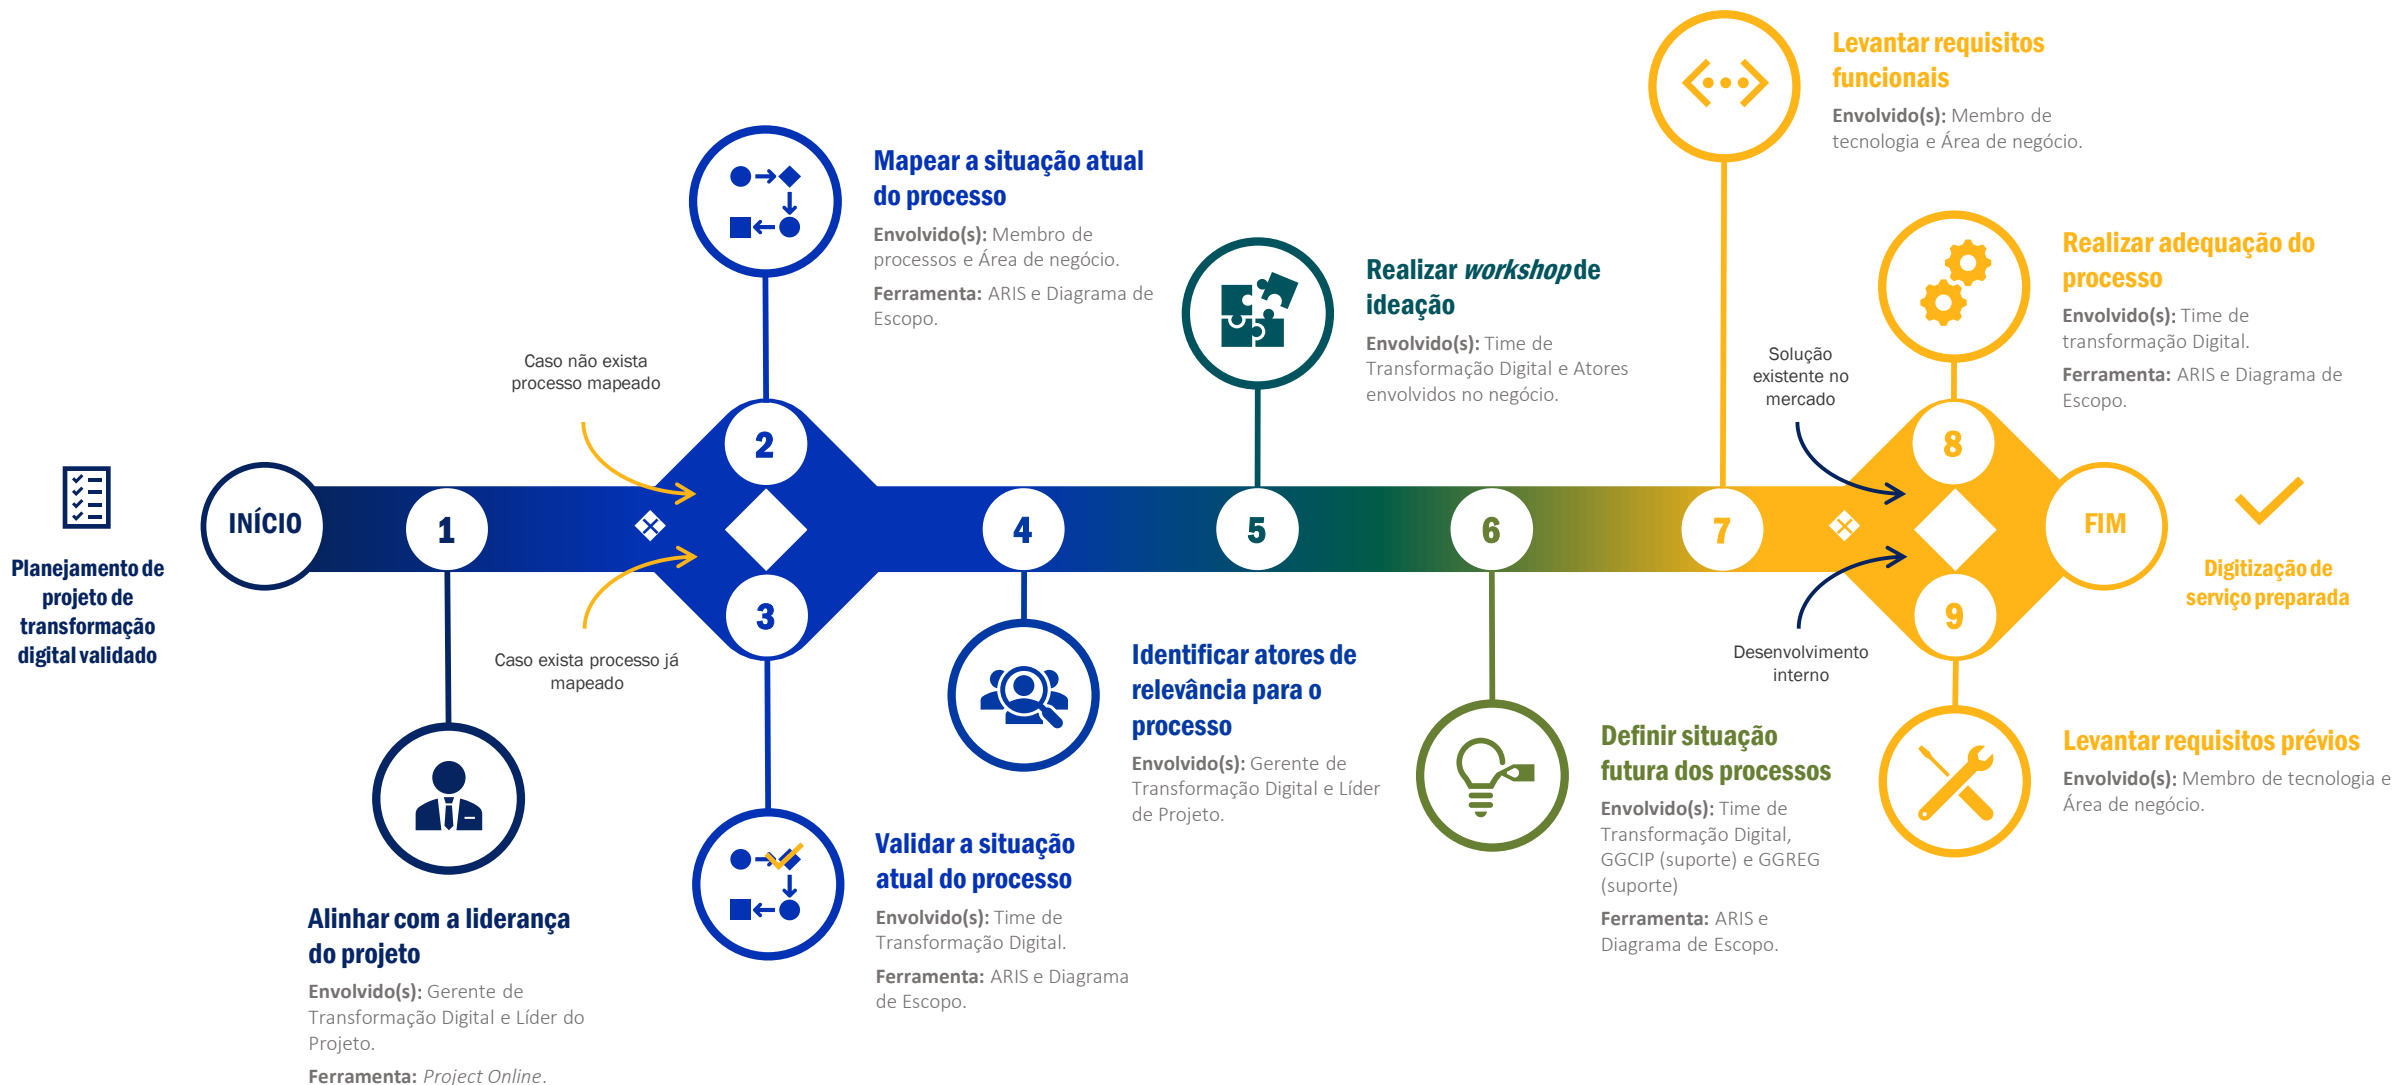 Planejamento de
projeto de
transformação
digital validado
INÍCIO
1
Alinhar com a liderança
do projeto
Envolvido(s): Gerente de
Transformação Digital e Líder do
Projeto.
Ferramenta: Project Online.
Caso não exista
processo mapeado
Caso exista processo já
mapeado
2
Mapear a situação atual
do processo
Envolvido(s): Membro de
processos e Área de negócio.
Ferramenta: ARIS e Diagrama de
Escopo.
3
Validar a situação
atual do processo
Envolvido(s): Time de
Transformação Digital.
Ferramenta: ARIS e Diagrama
de Escopo.
4
Identificar atores de
relevância para o
processo
Envolvido(s): Gerente de
Transformação Digital e Líder
de Projeto.
5
Realizar workshop de
ideação
Envolvido(s): Time de
Transformação Digital e Atores
envolvidos no negócio.
6
Definir situação
futura dos processos
Envolvido(s): Time de
Transformação Digital,
GGCIP (suporte) e GGREG
(suporte)
Ferramenta: ARIS e
Diagrama de Escopo.
7
Levantar requisitos
funcionais
Envolvido(s): Membro de
tecnologia e Área de negócio.
Solução
existente no
mercado
Desenvolvimento
interno
8
Realizar adequação do
processo
Envolvido(s): Time de
transformação Digital.
Ferramenta: ARIS e Diagrama de
Escopo.
9
Levantar requisitos prévios
Envolvido(s): Membro de tecnologia e
Área de negócio.
FIM
Digitização de
serviço preparada